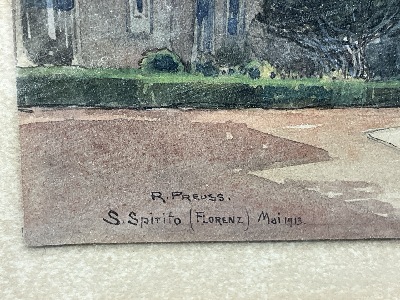 R. PREUSS.
S. Spirito (FLORENZ) Mai 1913.